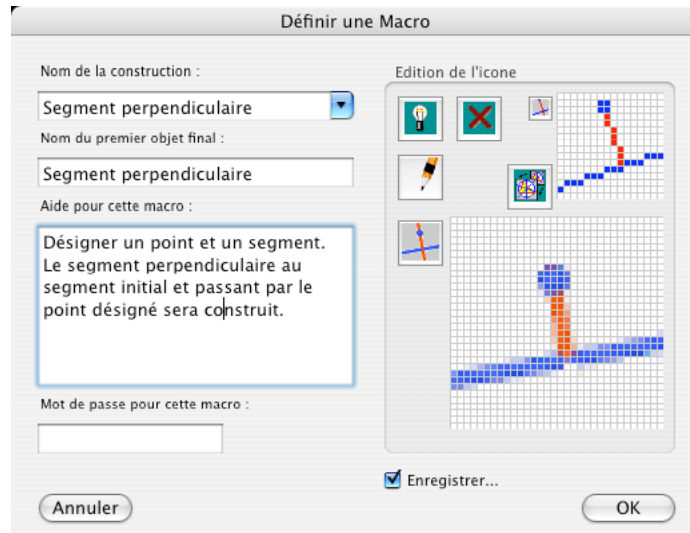 Définir une Macro
Nom de la construction :
Segment perpendiculaire
Nom du premier objet final :
Segment perpendiculaire
Aide pour cette macro :
Désigner un point et un segment.
Le segment perpendiculaire au
segment initial et passant par le
point désigné sera construit.
Mot de passe pour cette macro :
Edition de l'icone
Enregistrer...
Annuler
OK